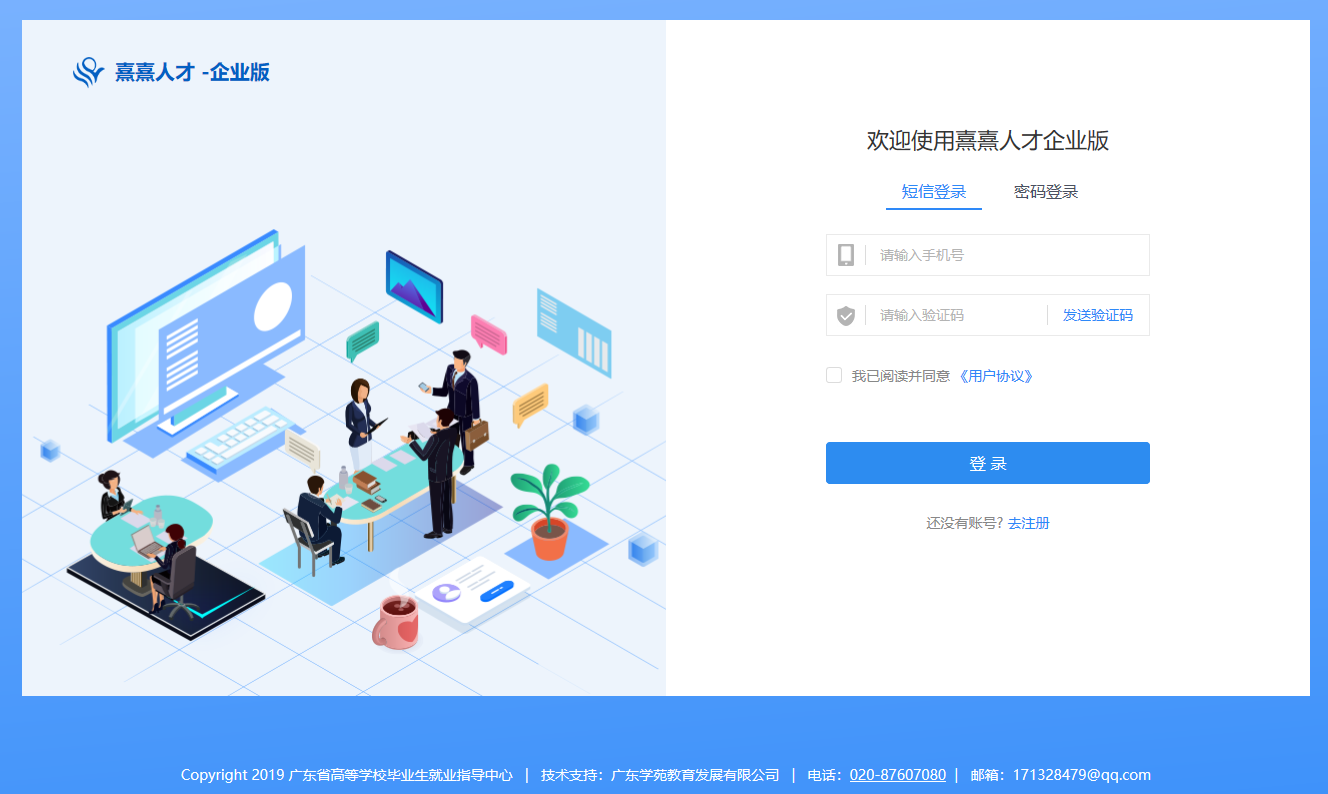 熹熹人才 -企业版
欢迎使用熹熹人才企业版
短信登录 密码登录
请输入手机号
请输入验证码 发送验证码
我已阅读并同意 《用户协议》
登 录
还没有账号? 去注册
Copyright 2019 广东省高等学校毕业生就业指导中心 | 技术支持：广东学苑教育发展有限公司 | 电话：020-87607080 | 邮箱：171328479@qq.com